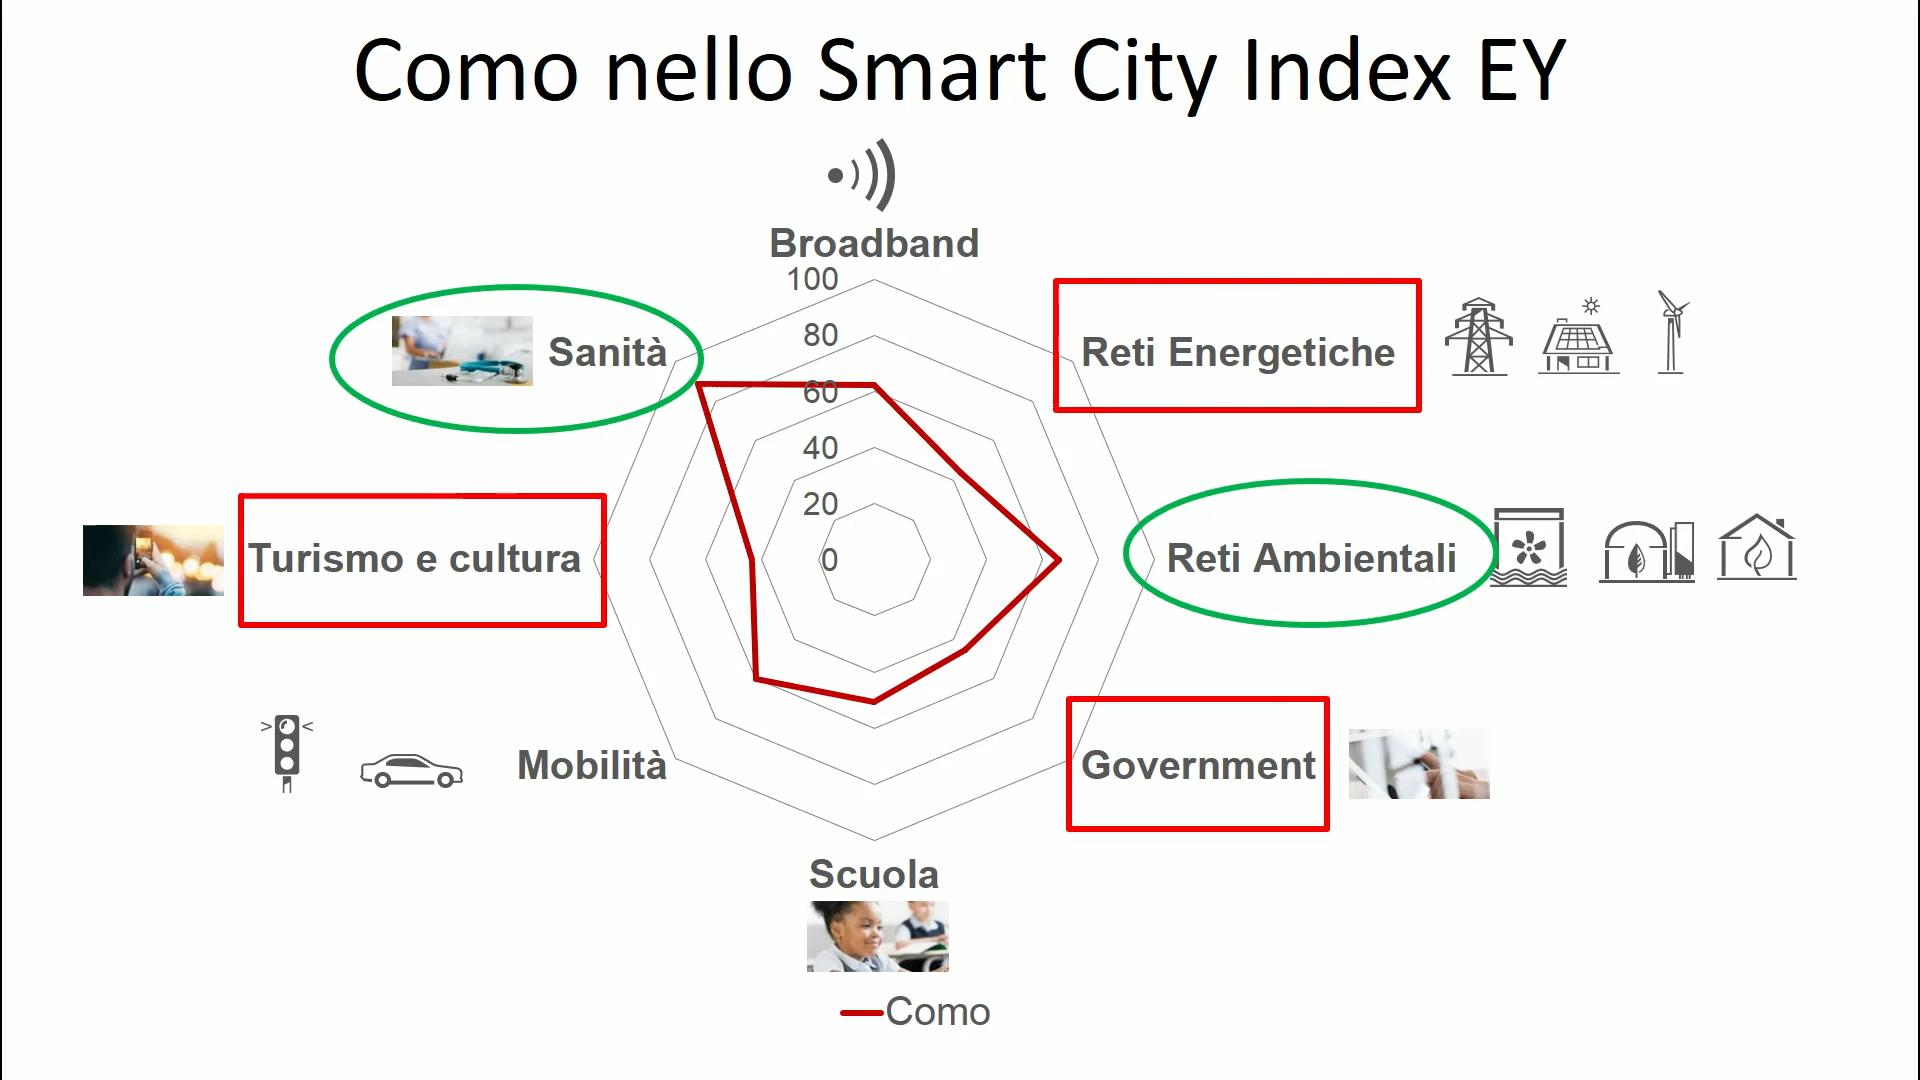 Como nello Smart City Index EY
Broadband
100
80
60
40
20
0
Sanità
Reti Energetiche
Turismo e cultura
Reti Ambientali
Mobilità
Government
Scuola
Como